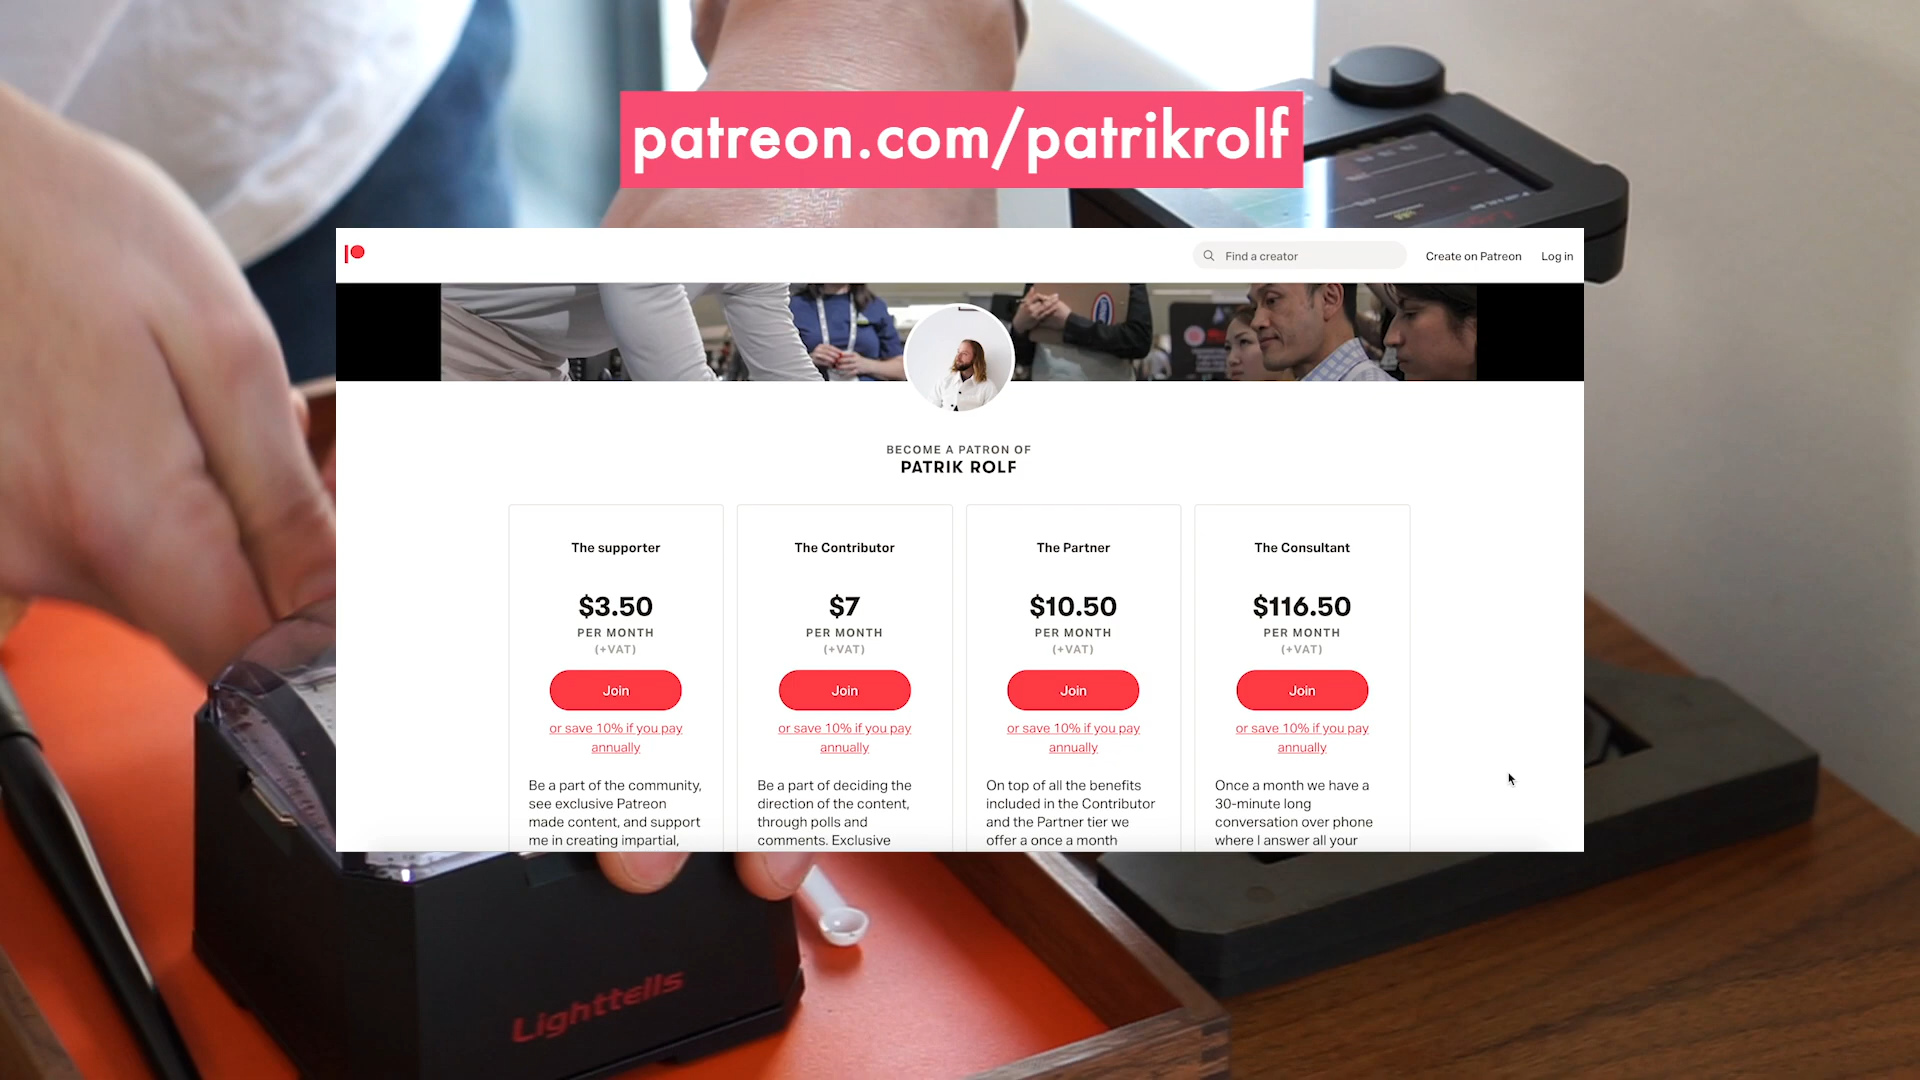 patreon.com/patrikrolf
Find a creator
Create on Patreon
Log in
BECOME A PATRON OF
PATRIK ROLF
The supporter
$3.50
PER MONTH
(+VAT)
Join
or save 10% if you pay
annually
Be a part of the community,
see exclusive Patreon
made content, and support
me in creating impartial,
The Contributor
$7
PER MONTH
(+VAT)
Join
or save 10% if you pay
annually
Be a part of deciding the
direction of the content,
through polls and
comments. Exclusive
The Partner
$10.50
PER MONTH
(+VAT)
Join
or save 10% if you pay
annually
On top of all the benefits
included in the Contributor
and the Partner tier we
offer a once a month
The Consultant
$116.50
PER MONTH
(+VAT)
Join
or save 10% if you pay
annually
Once a month we have a
30-minute long
conversation over phone
where I answer all your
Lighttells